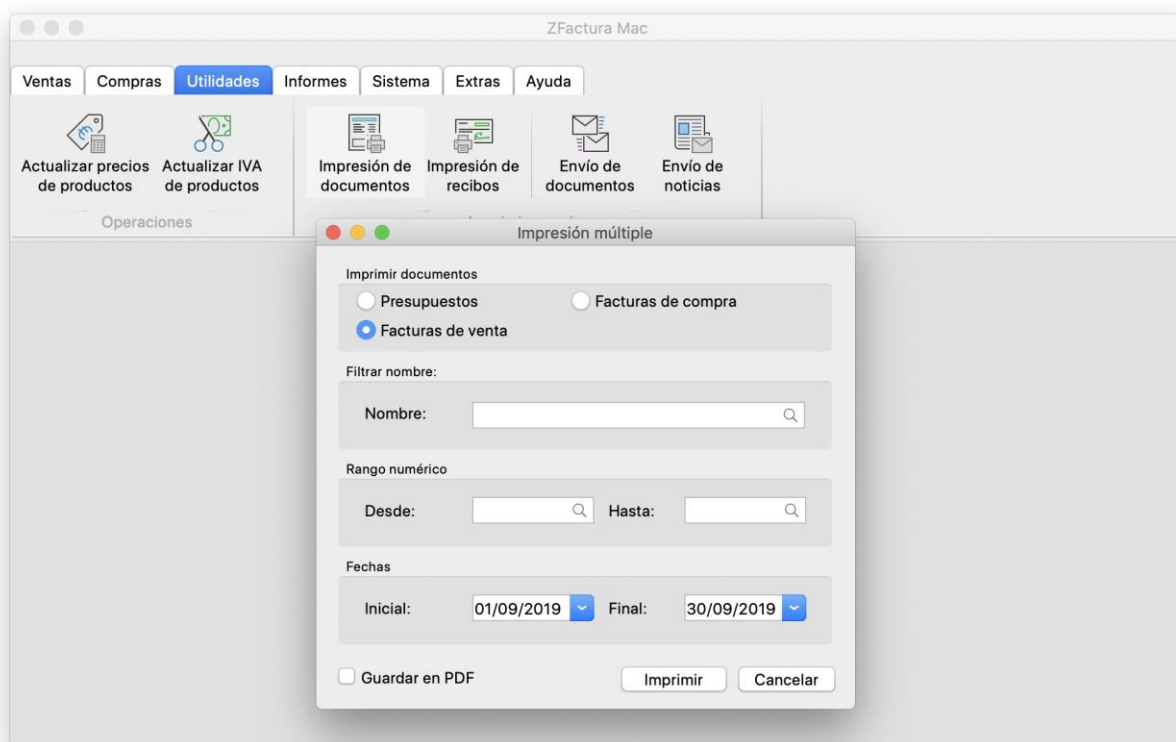 ZFactura Mac
Ventas Compras Utilidades Informes Sistema Extras Ayuda
Actualizar precios Actualizar IVA Impresión de Impresión de Envío de Envío de
de productos de productos documentos recibos documentos noticias
Operaciones
Impresión múltiple
Imprimir documentos
Presupuestos Facturas de compra
Facturas de venta
Filtrar nombre:
Nombre:
Rango numérico
Desde: Hasta:
Fechas
Inicial: 01/09/2019 Final: 30/09/2019
Guardar en PDF Imprimir Cancelar